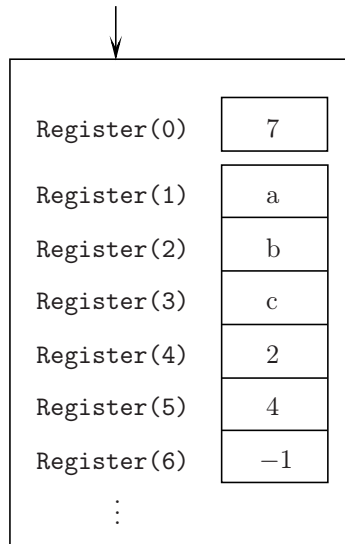 Register(0) 7
Register(1) a
Register(2) b
Register(3) c
Register(4) 2
Register(5) 4
Register(6) −1
⋮